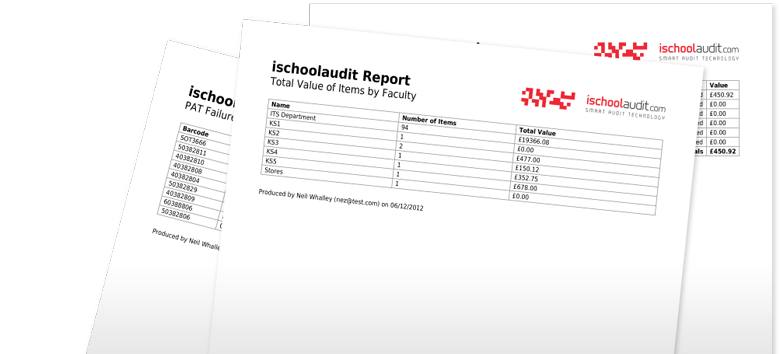 ischoolaudit Report
Total Value of Items by Faculty
ischoolaudit.com
SMART AUDIT TECHNOLOGY
Name Number of Items Total Value
ITS Department 94 £19366.08
KS1 1 £0.00
KS2 2 £477.00
KS3 1 £150.12
KS4 1 £352.75
KS5 1 £678.00
Stores 1 £0.00
Produced by Neil Whalley (nez@test.com) on 06/12/2012
ischoo
PAT Failure
Barcode
SOT3666
50382811
40382810
40382808
40382804
50382829
40382809
60388806
50382806
Produced by Neil Whalle
ischoolaudit.com
SMART AUDIT TECHNOLOGY
Value
£450.92
£0.00
£0.00
£0.00
£0.00
als £450.92